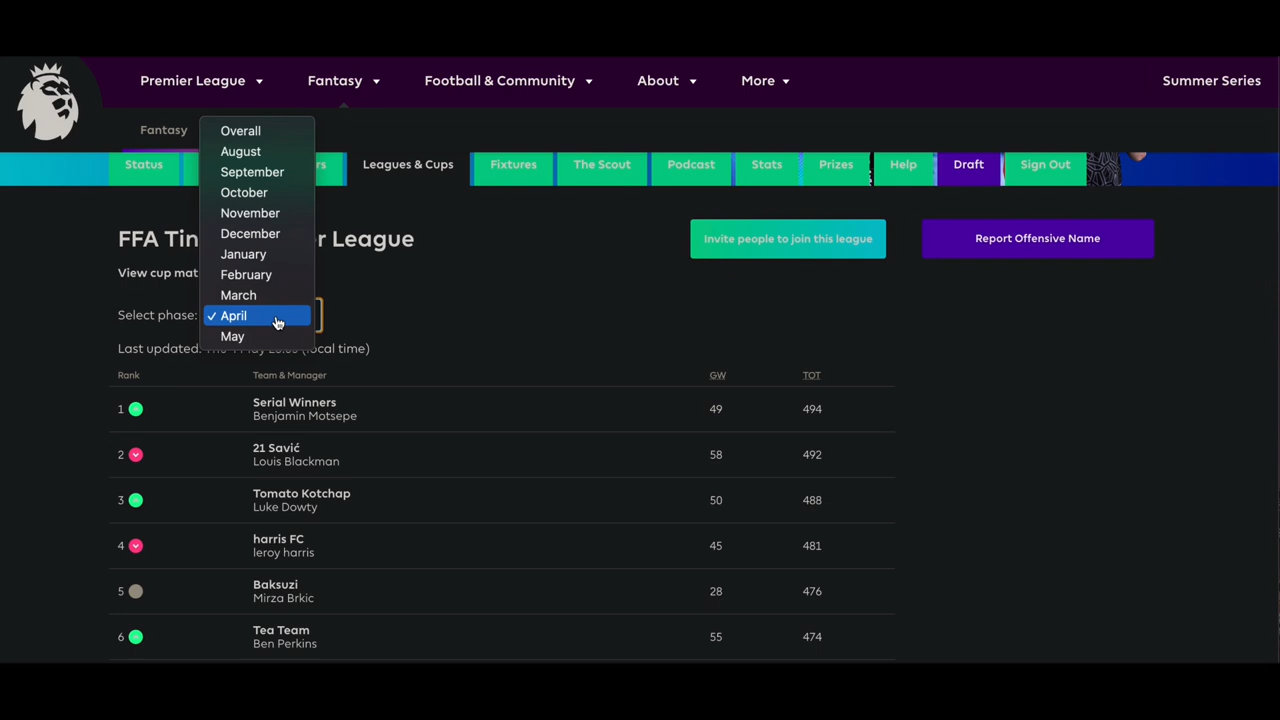 Premier League
Fantasy
Football & Community
About
More
Summer Series
Fantasy
Overall
August
September
October
November
December
January
February
March
✓ April
May
Status
rs
Leagues & Cups
Fixtures
The Scout
Podcast
Stats
Prizes
Help
Draft
Sign Out
FFA Tin r League
Invite people to join this league
Report Offensive Name
View cup mat
Select phase:
Last updated: ocal time)
Rank Team & Manager GW TOT
1 Serial Winners 49 494
Benjamin Motsepe
2 21 Savić 58 492
Louis Blackman
3 Tomato Kotchap 50 488
Luke Dowty
4 harris FC 45 481
leroy harris
5 Baksuzi 28 476
Mirza Brkic
6 Tea Team 55 474
Ben Perkins